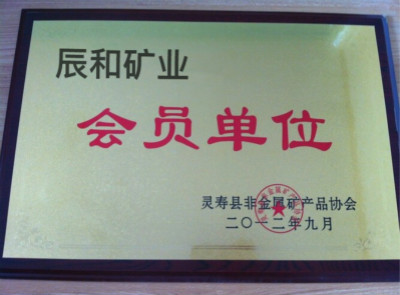 辰和矿业
会员单位
灵寿县非金属矿产品协会
二〇一二年九月